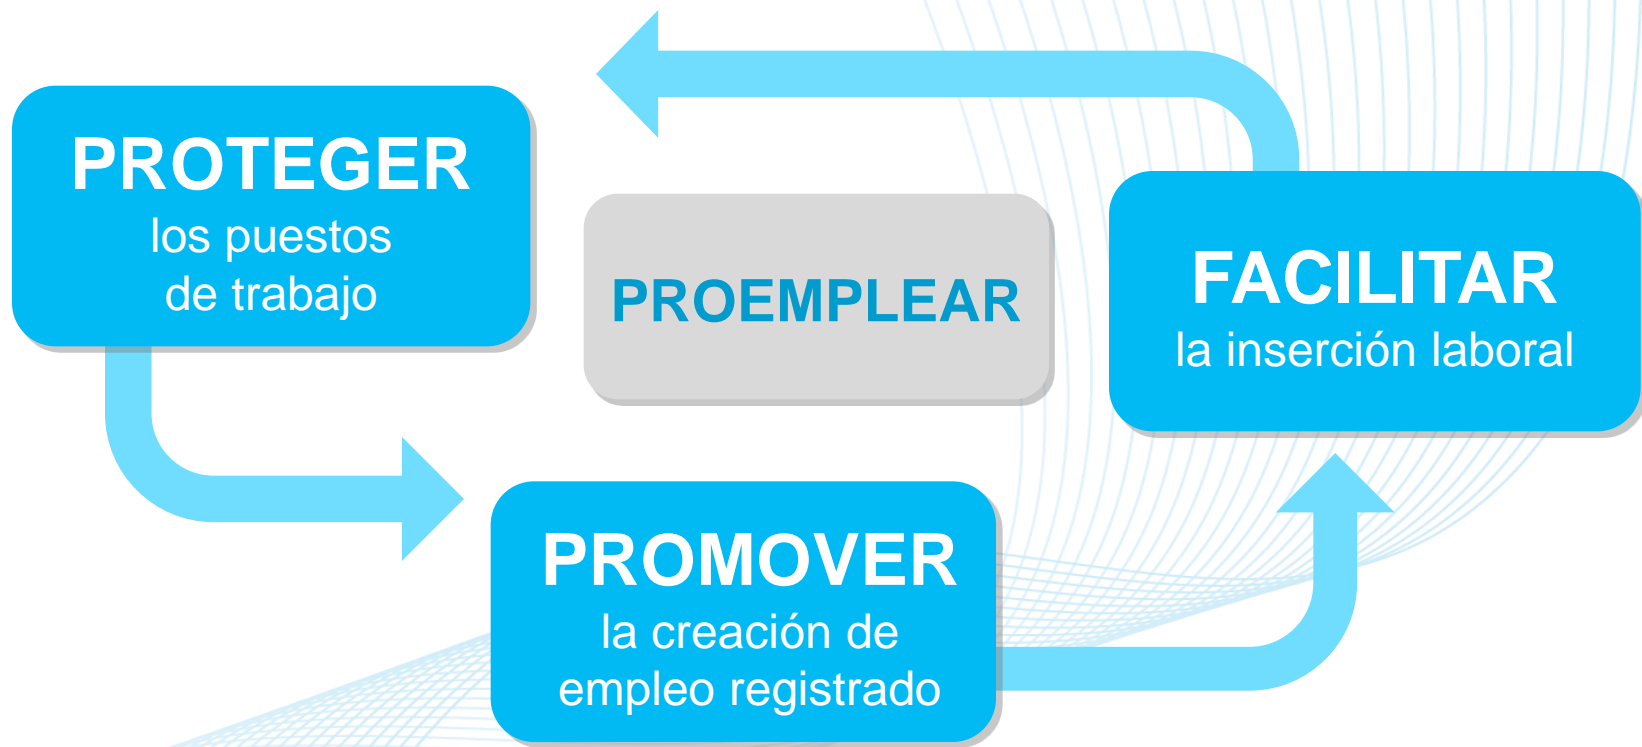 PROTEGER
los puestos
de trabajo
PROEMPLEAR
FACILITAR
la inserción laboral
PROMOVER
la creación de
empleo registrado